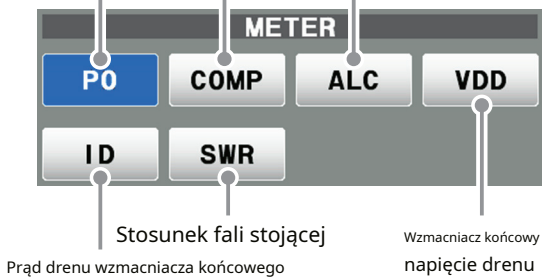 METER
PO COMP ALC VDD
ID SWR
Stosunek fali stojącej
Wzmacniacz końcowy
napięcie drenu
Prąd drenu wzmacniacza końcowego